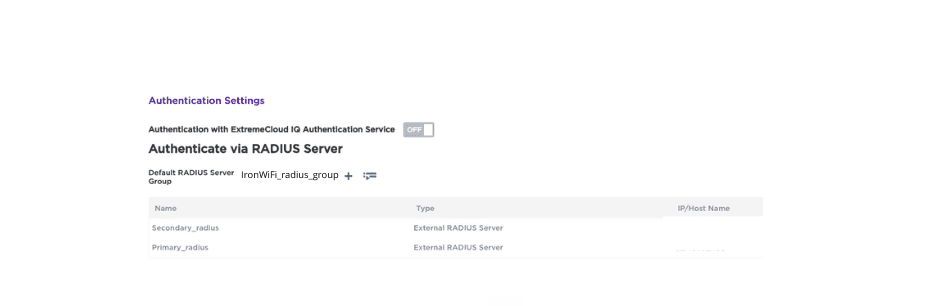 Authentication Settings
Authentication with ExtremeCloud IQ Authentication Service OFF
Authenticate via RADIUS Server
Default RADIUS Server Group IronWiFi_radius_group
Name Type IP/Host Name
Secondary_radius External RADIUS Server
Primary_radius External RADIUS Server